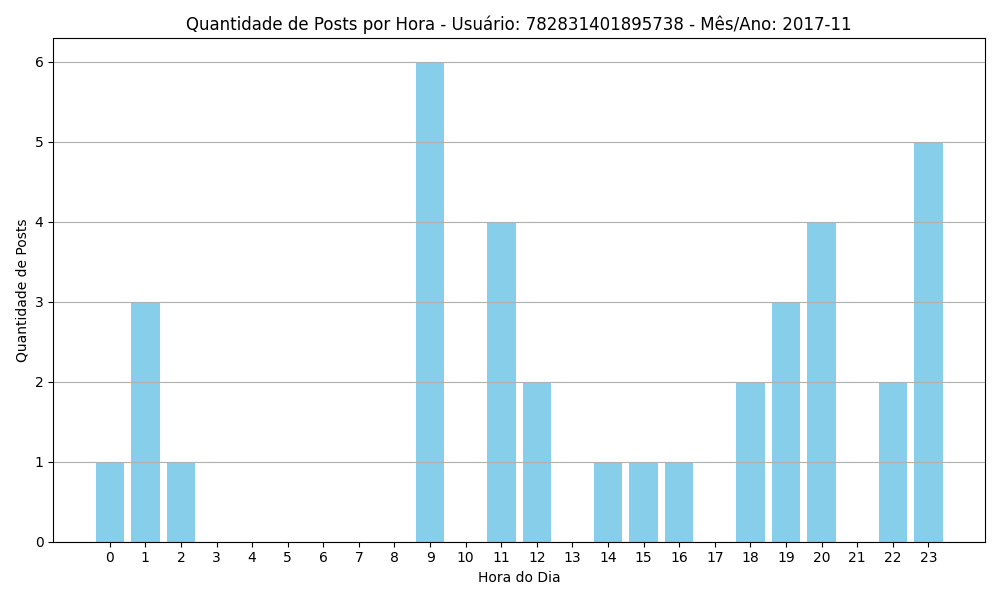 Quantidade de Posts por Hora - Usuário: 782831401895738 - Mês/Ano: 2017-11
6
5
4
3
2
1
0
Quantidade de Posts
0 1 2 3 4 5 6 7 8 9 10 11 12 13 14 15 16 17 18 19 20 21 22 23
Hora do Dia